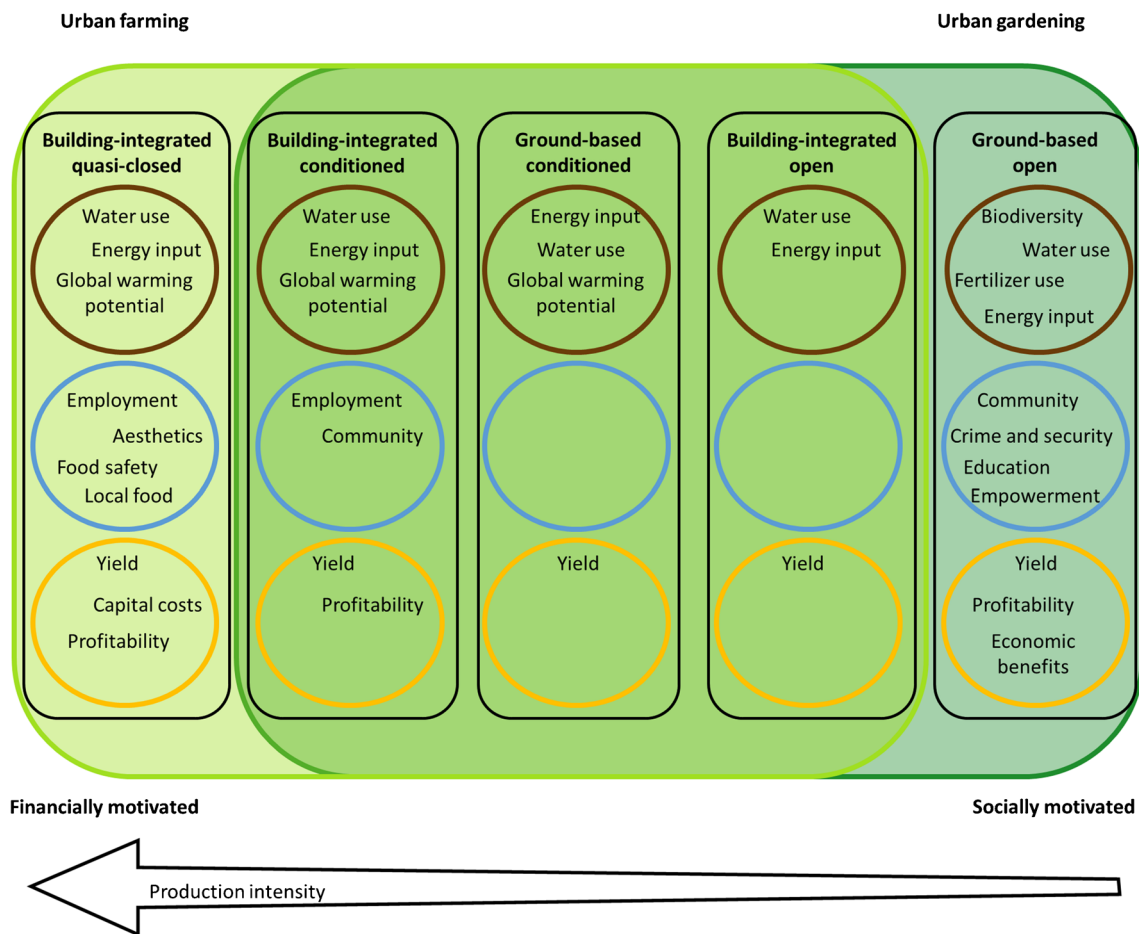 Urban farming
Urban gardening
Building-integrated
quasi-closed
Water use
Energy input
Global warming
potential
Employment
Aesthetics
Food safety
Local food
Yield
Capital costs
Profitability
Building-integrated
conditioned
Water use
Energy input
Global warming
potential
Employment
Community
Yield
Profitability
Ground-based
conditioned
Energy input
Water use
Global warming
potential
Yield
Building-integrated
open
Water use
Energy input
Yield
Ground-based
open
Biodiversity
Water use
Fertilizer use
Energy input
Community
Crime and security
Education
Empowerment
Yield
Profitability
Economic
benefits
Financially motivated
Socially motivated
Production intensity